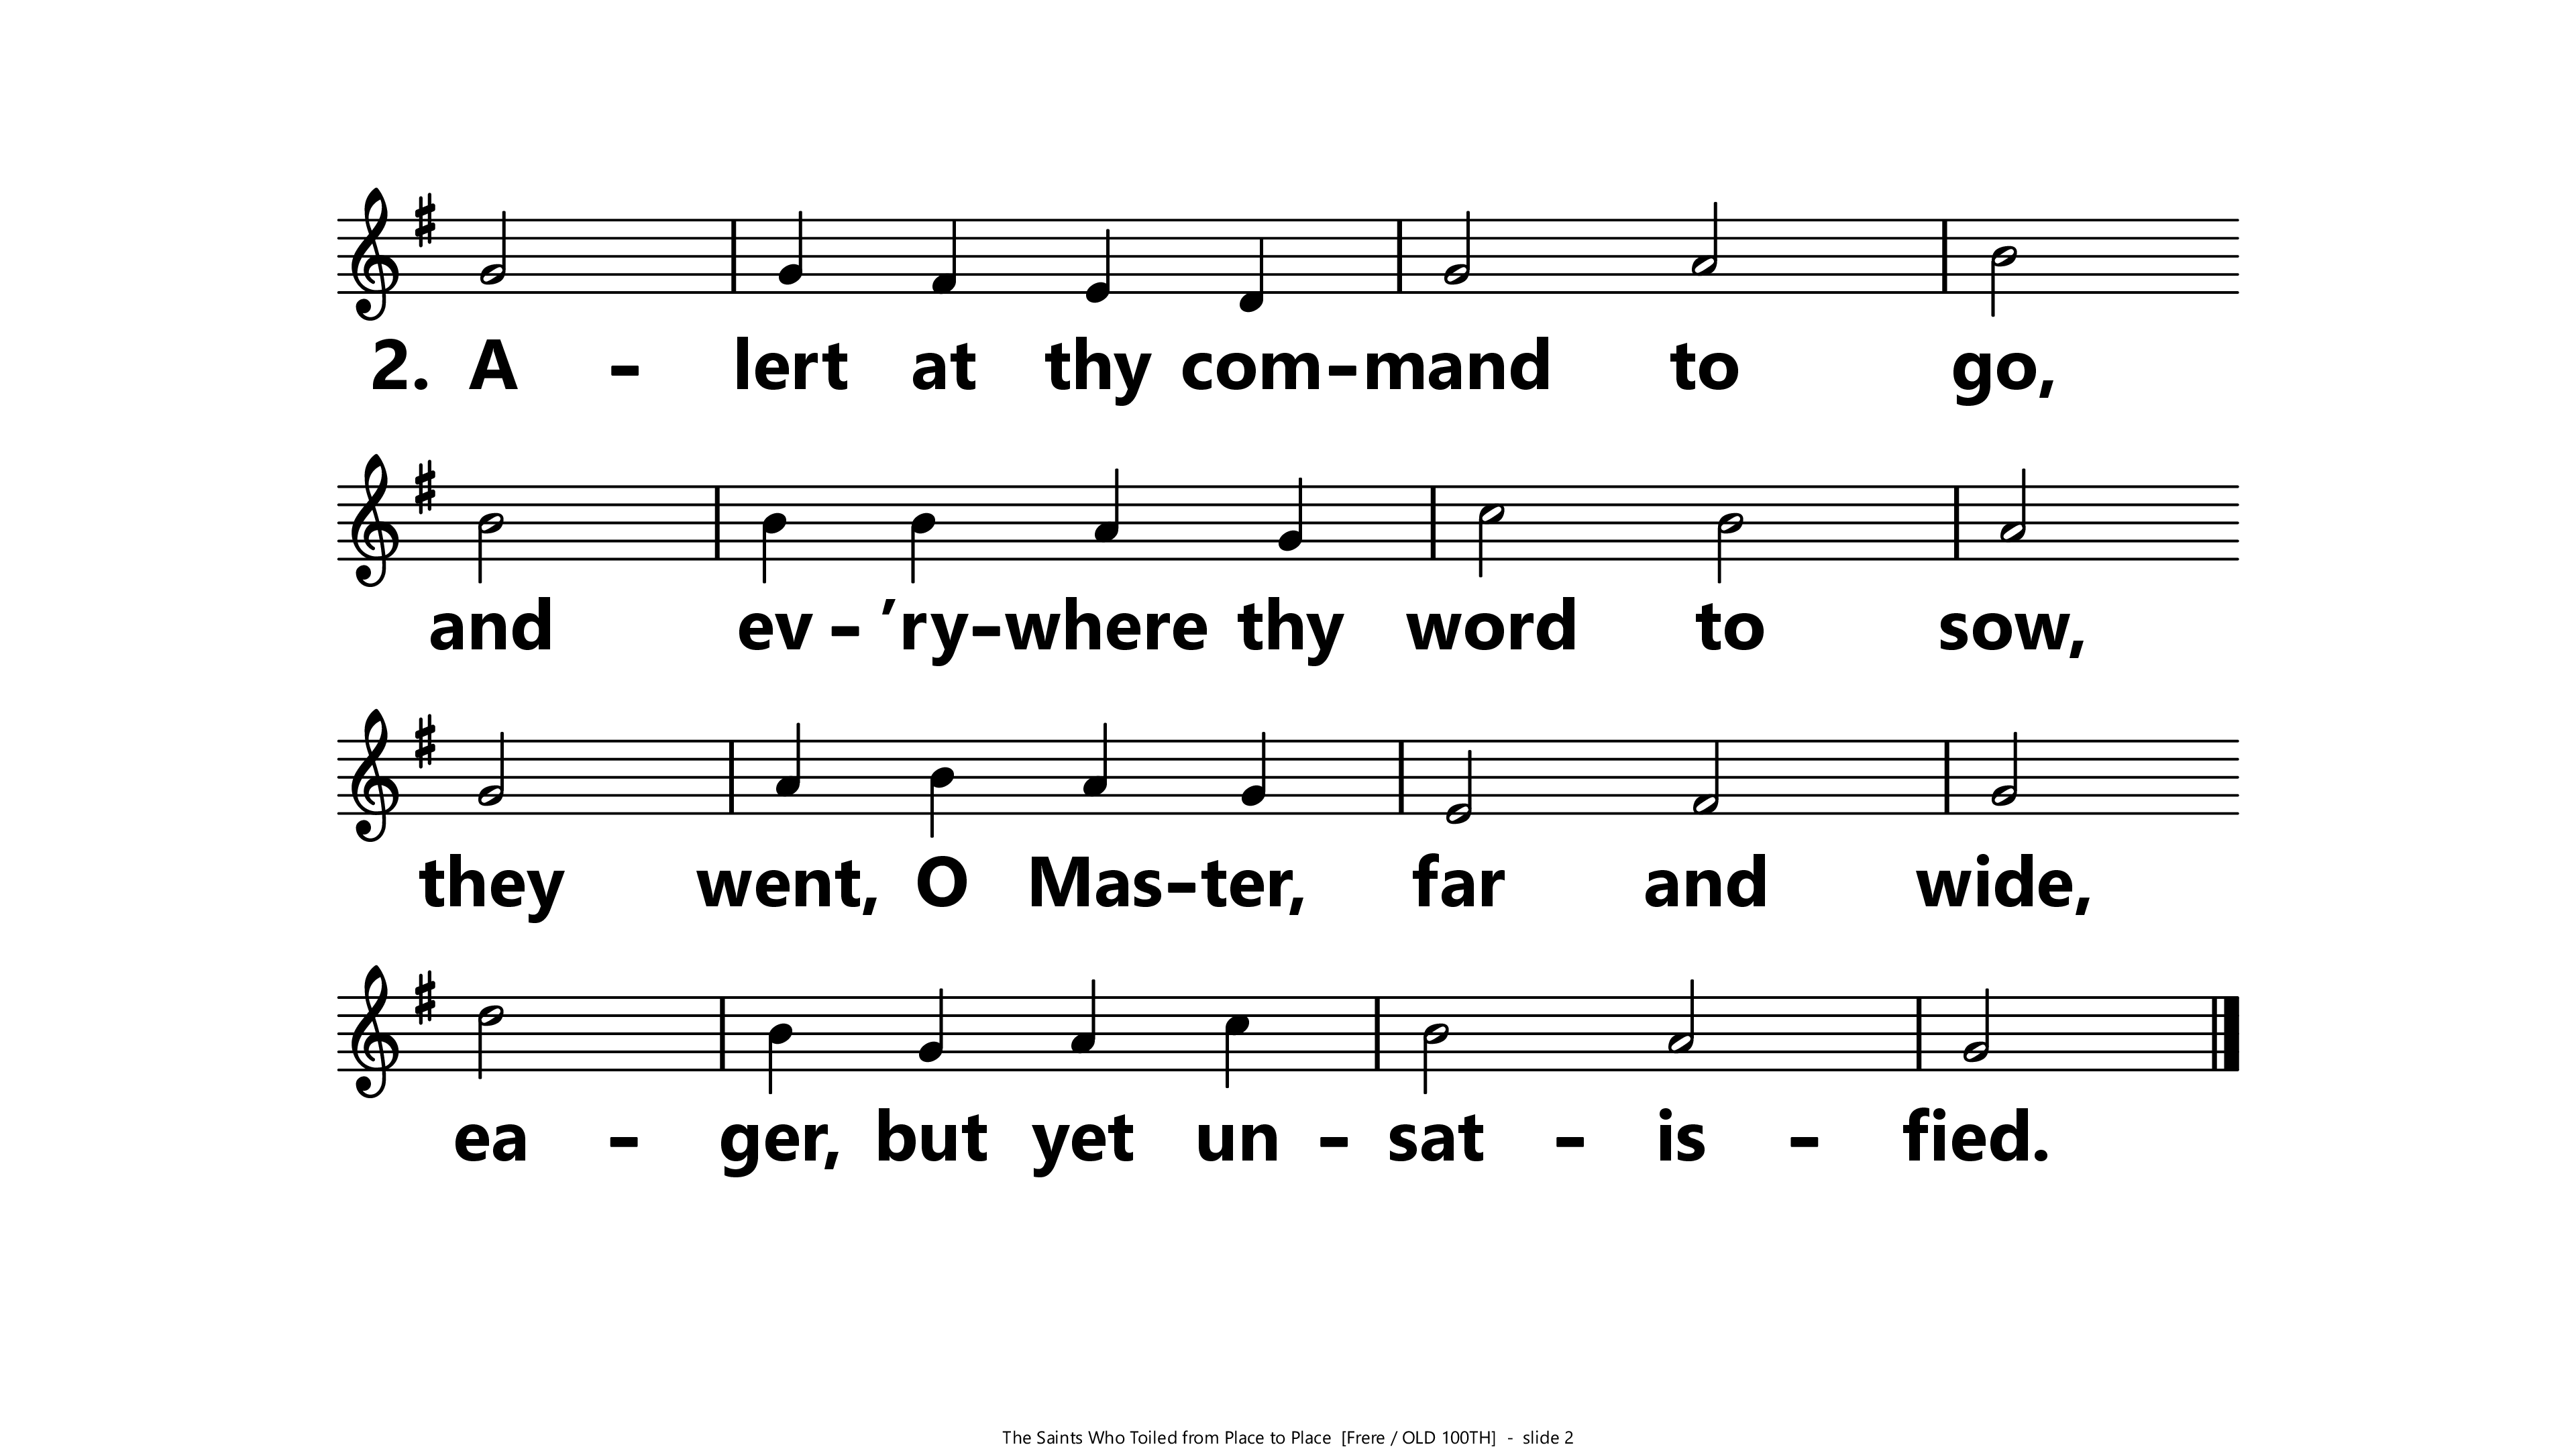 2. A - lert at thy com-mand to go,
and ev - ’ry-where thy word to sow,
they went, O Mas-ter, far and wide,
ea - ger, but yet un - sat - is - fied.
The Saints Who Toiled from Place to Place [Frere / OLD 100TH] - slide 2